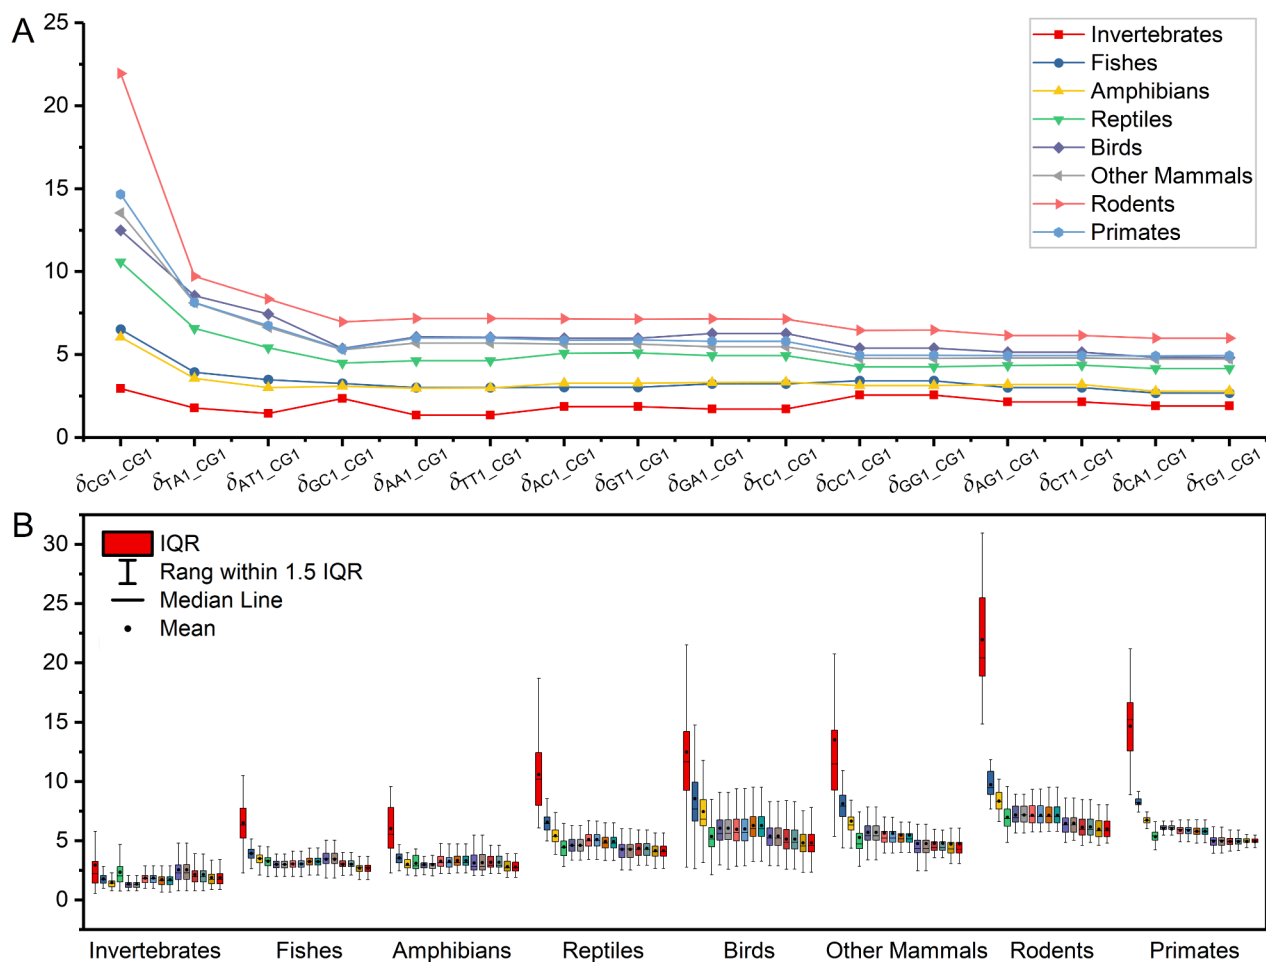 A
25
20
15
10
5
0
Invertebrates
Fishes
Amphibians
Reptiles
Birds
Other Mammals
Rodents
Primates
δCG1_CG1 δTA1_CG1 δAT1_CG1 δGC1_CG1 δAA1_CG1 δTT1_CG1 δAC1_CG1 δGT1_CG1 δGA1_CG1 δTC1_CG1 δCC1_CG1 δGG1_CG1 δAG1_CG1 δCT1_CG1 δCA1_CG1 δTG1_CG1
B
30
25
20
15
10
5
0
IQR
Rang within 1.5 IQR
Median Line
Mean
Invertebrates Fishes Amphibians Reptiles Birds Other Mammals Rodents Primates